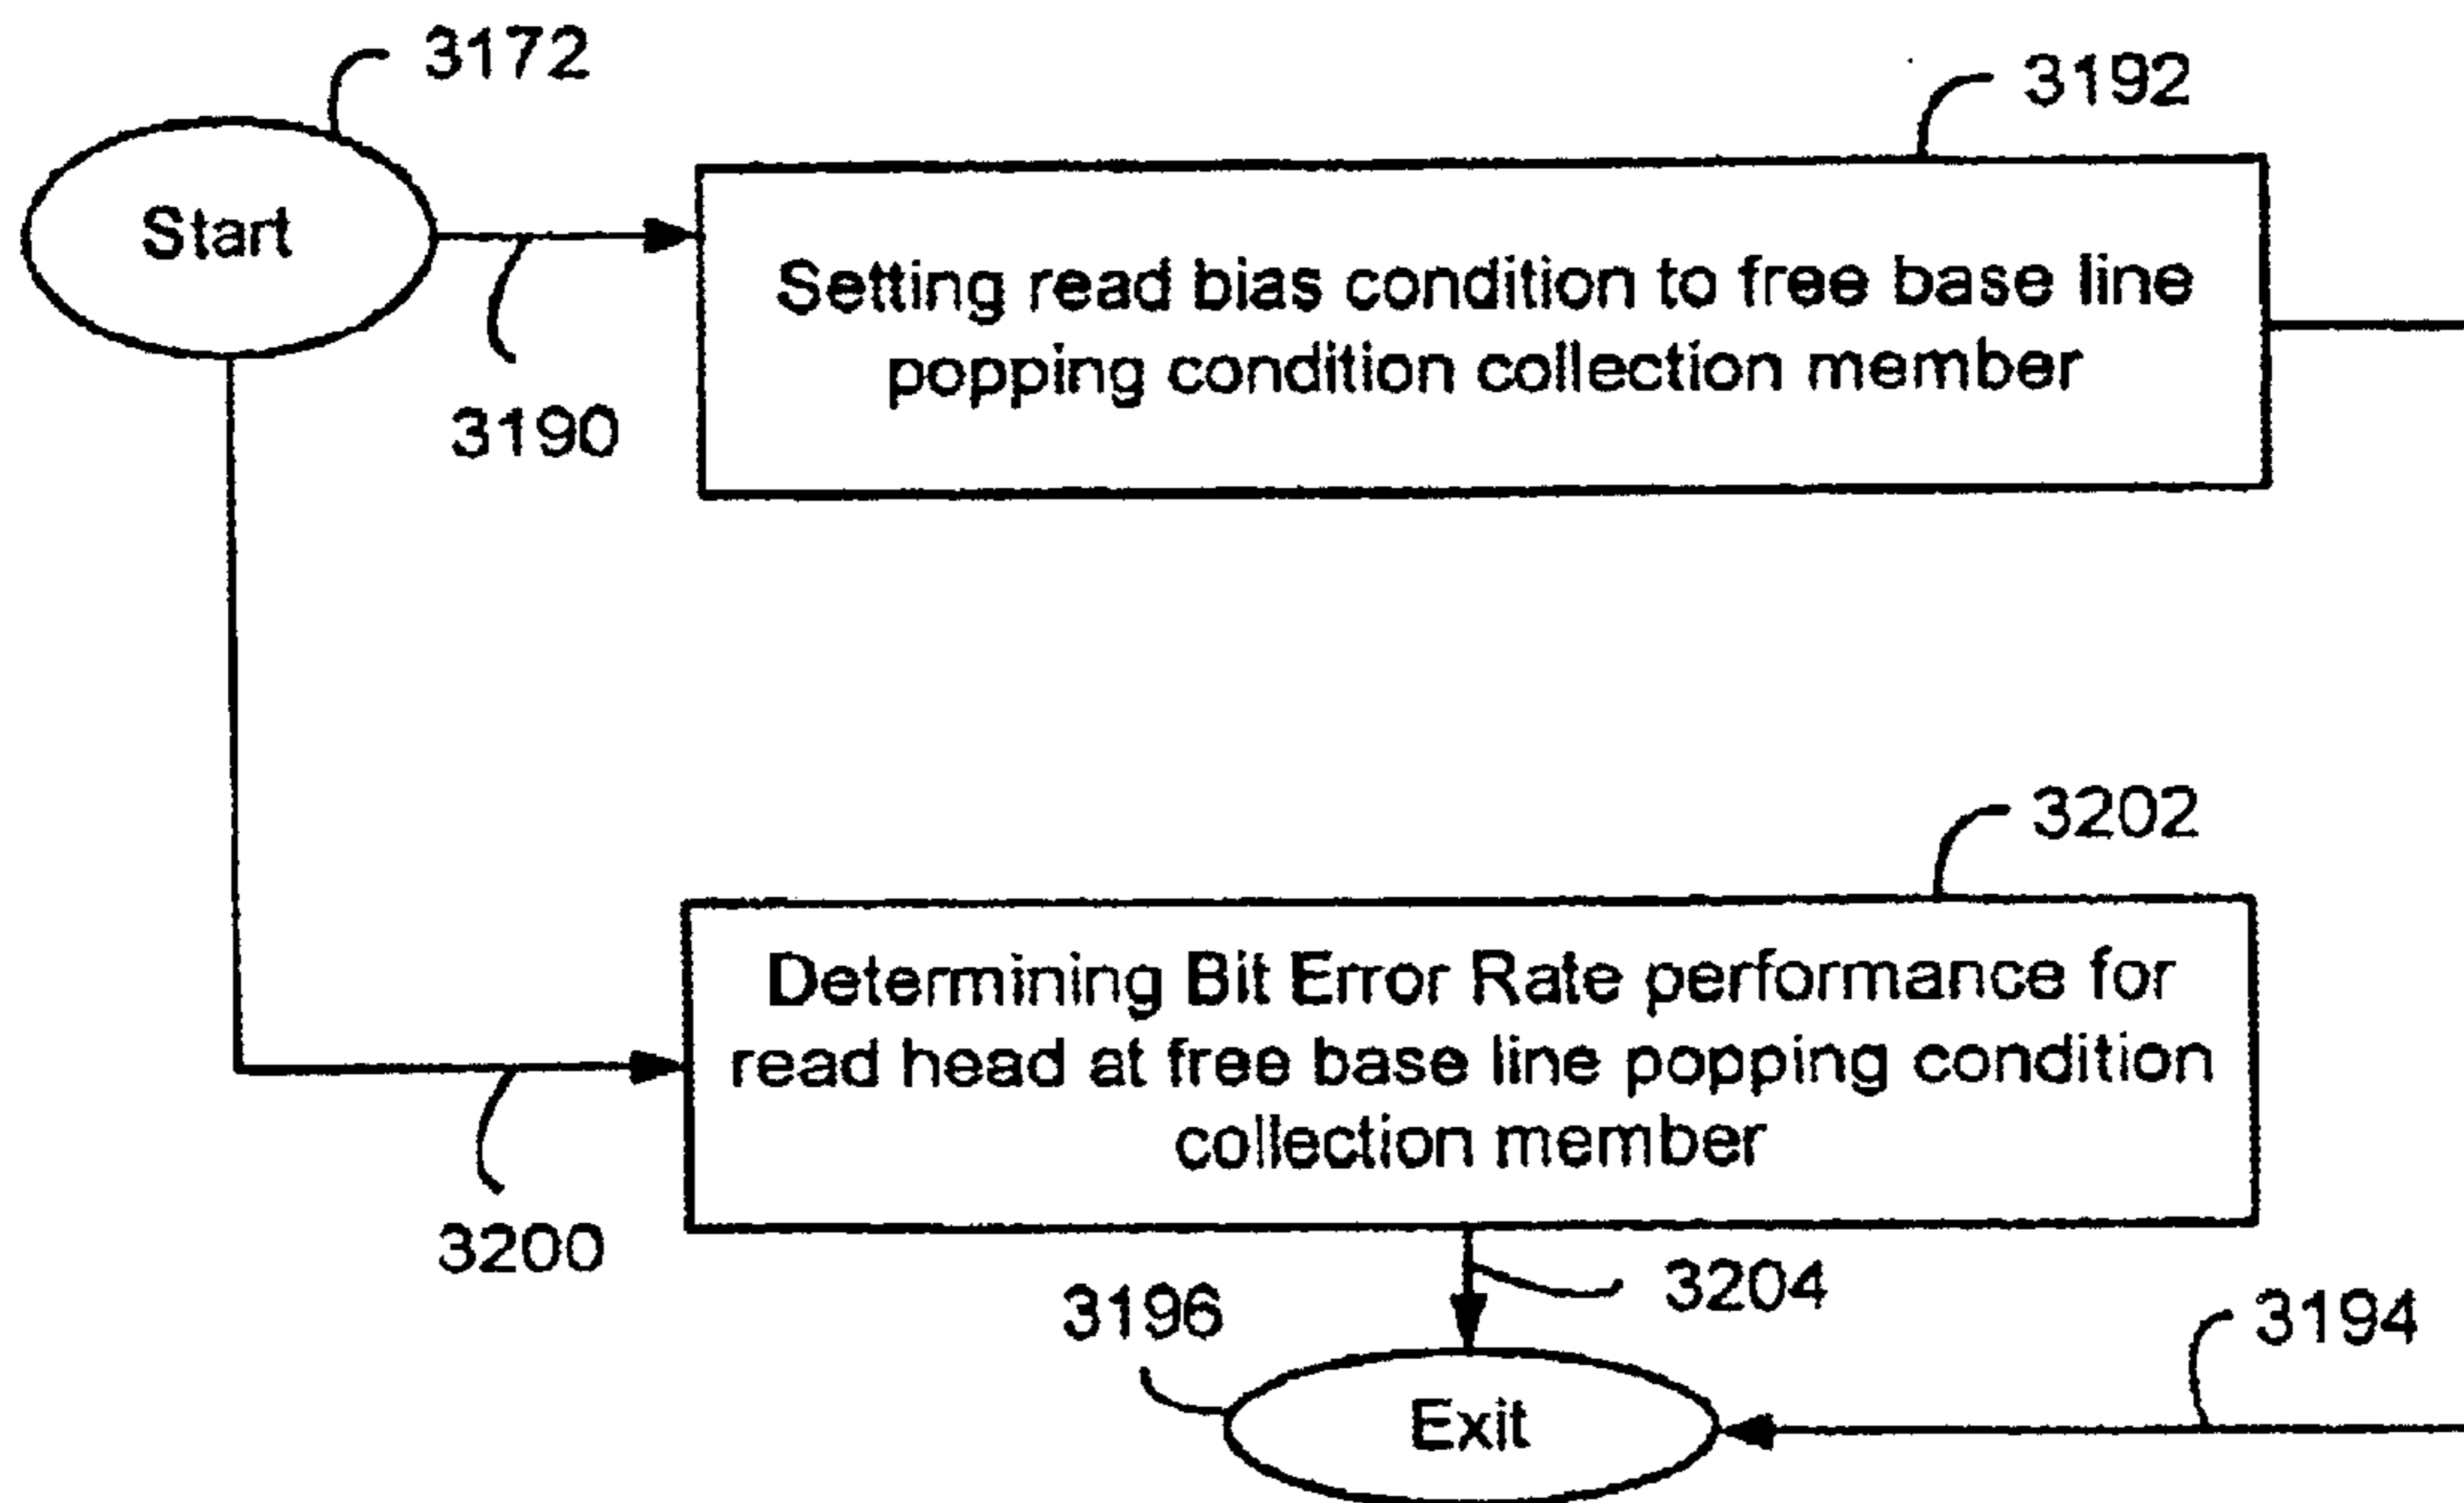 3172
3192
Start
Setting read bias condition to free base line
popping condition collection member
3190
3202
Determining Bit Error Rate performance for
read head at free base line popping condition
collection member
3200
3204
3196
3194
Exit